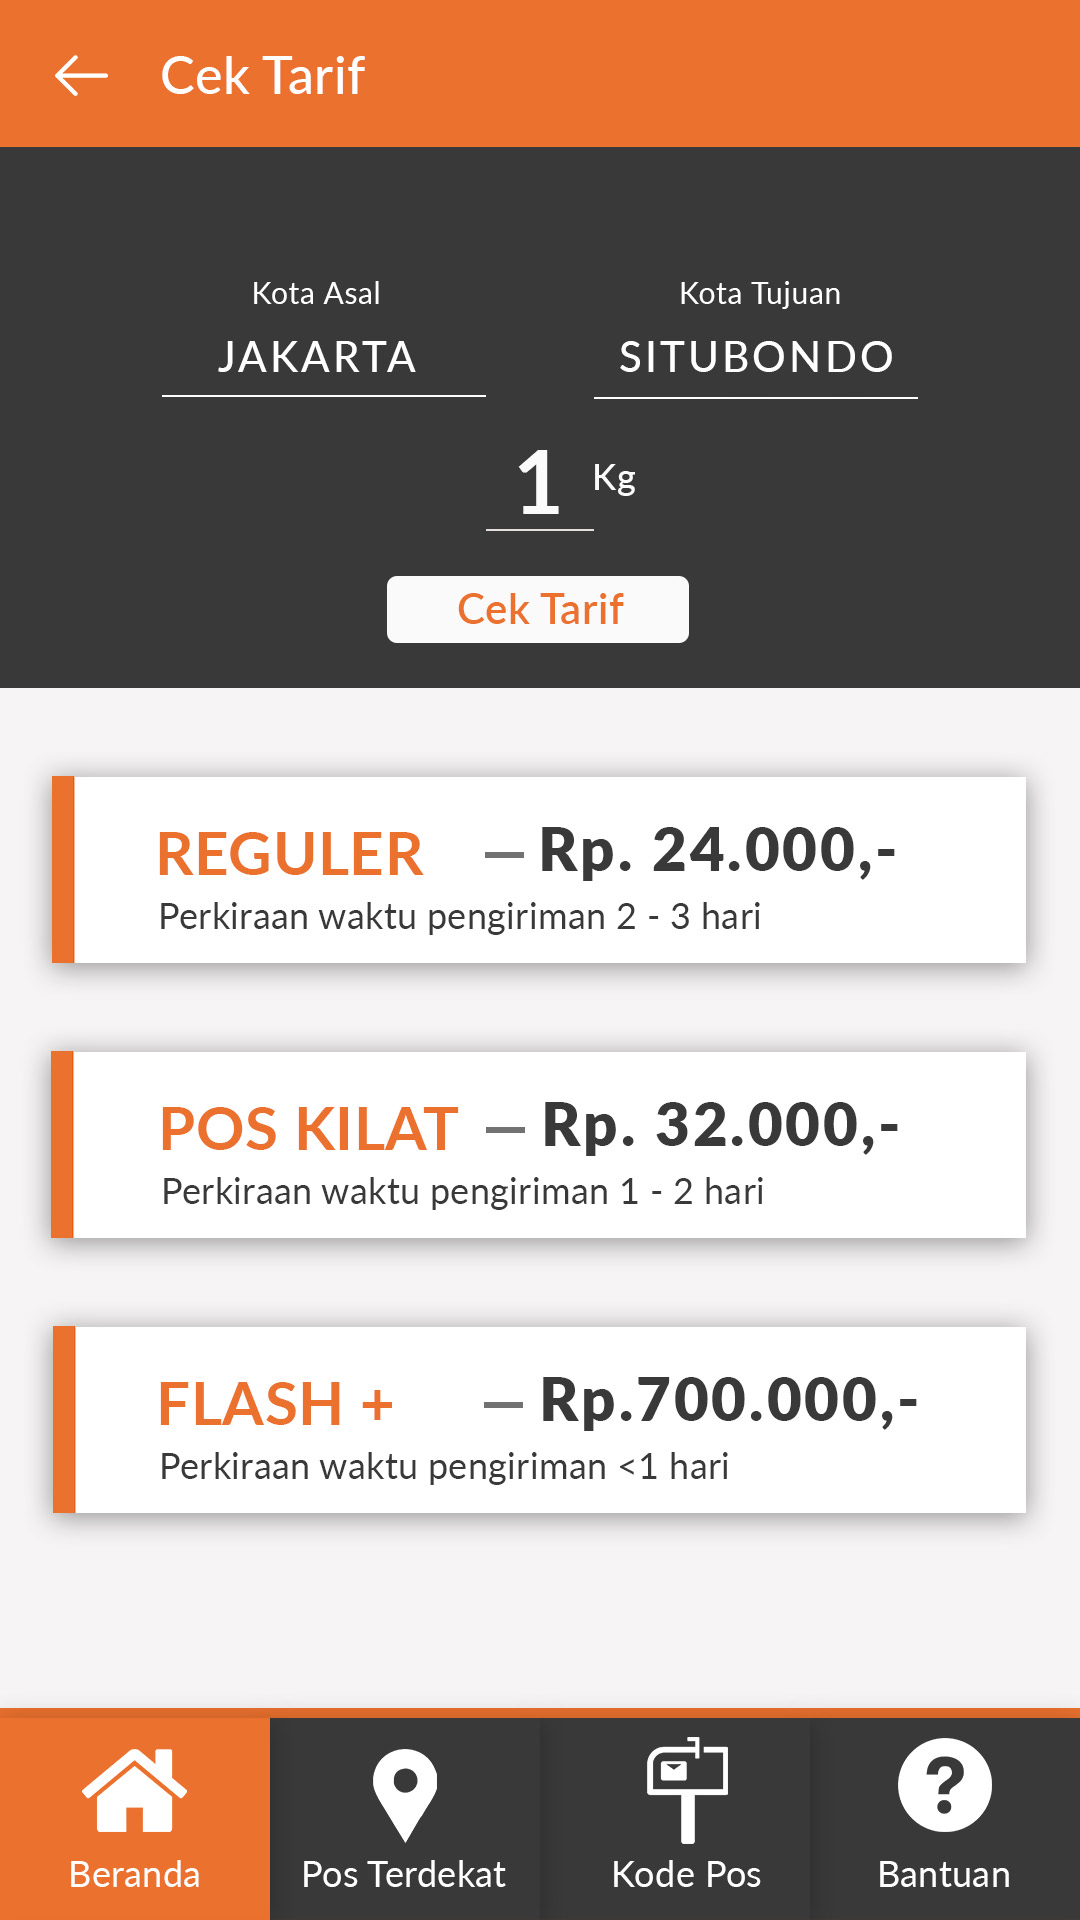 Cek Tarif
Kota Asal
Kota Tujuan
JAKARTA
SITUBONDO
1 Kg
Cek Tarif
REGULER — Rp. 24.000,-
Perkiraan waktu pengiriman 2 - 3 hari
POS KILAT — Rp. 32.000,-
Perkiraan waktu pengiriman 1 - 2 hari
FLASH + — Rp.700.000,-
Perkiraan waktu pengiriman <1 hari
Beranda
Pos Terdekat
Kode Pos
Bantuan